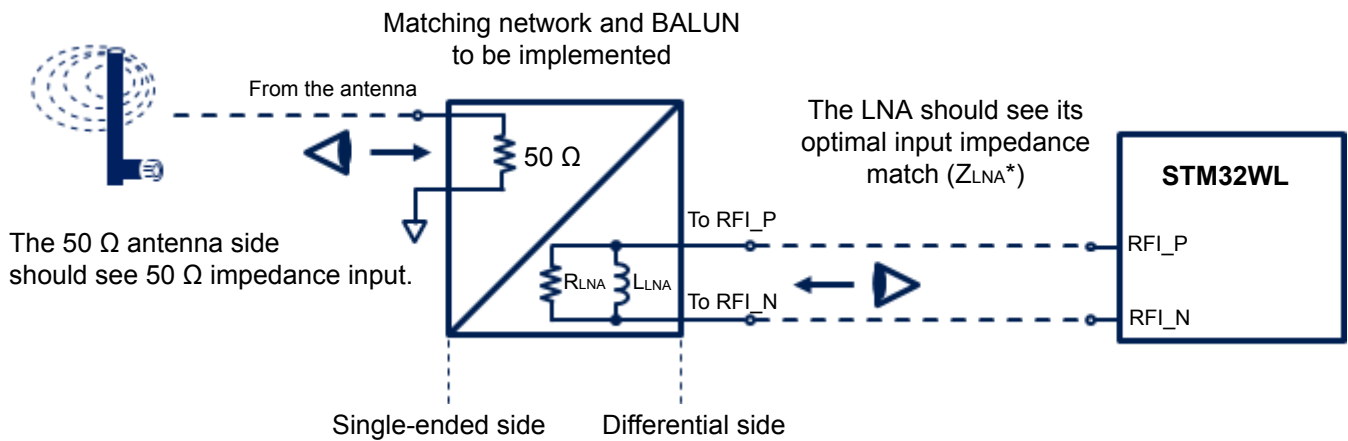 Matching network and BALUN
to be implemented
From the antenna
50 Ω
The LNA should see its
optimal input impedance
match (ZLNA*)
STM32WL
The 50 Ω antenna side
should see 50 Ω impedance input.
To RFI_P
RFI_P
RLNA
LLNA
To RFI_N
RFI_N
Single-ended side
Differential side